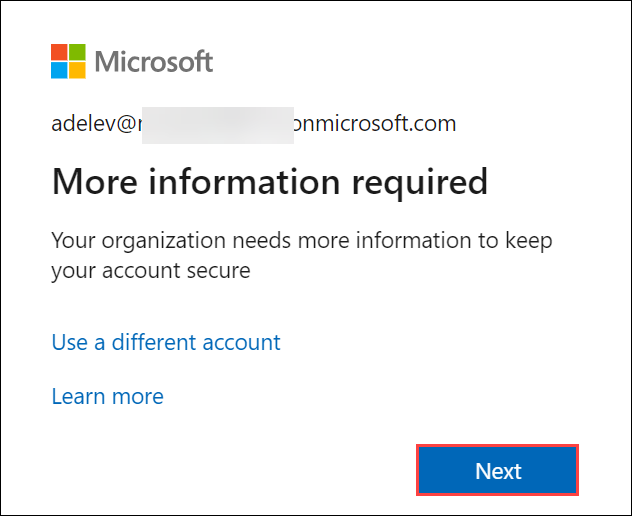 Microsoft
adelev@ onmicrosoft.com
More information required
Your organization needs more information to keep
your account secure
Use a different account
Learn more
Next